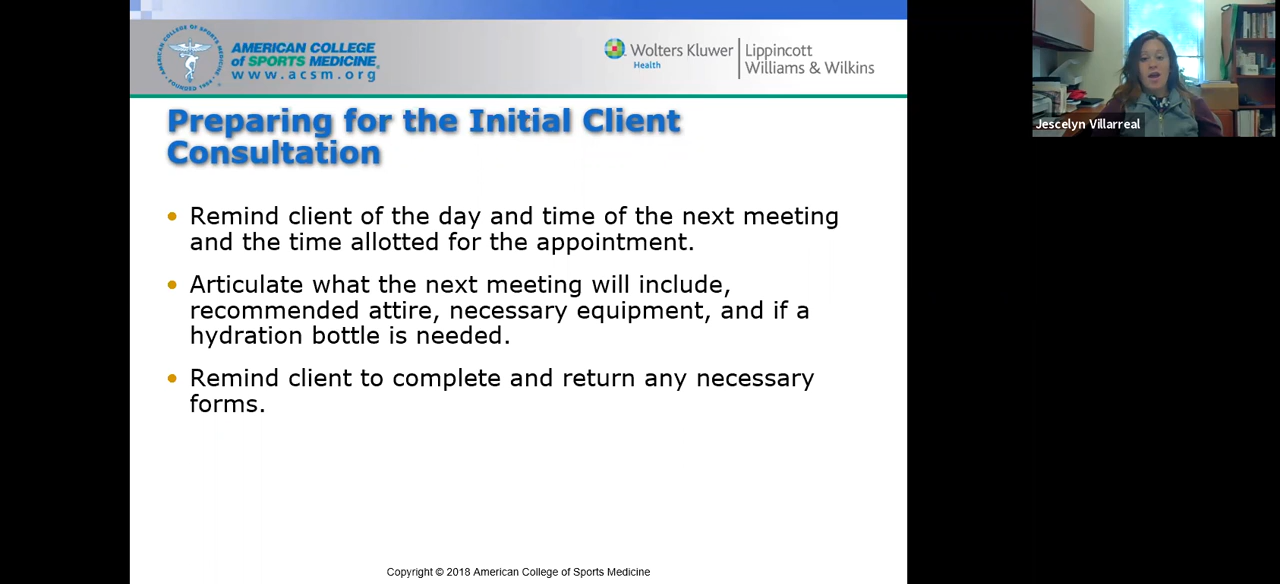 AMERICAN COLLEGE
of SPORTS MEDICINE
www.acsm.org
Wolters Kluwer
Health
Lippincott
Williams & Wilkins
Jescelyn Villarreal
Preparing for the Initial Client
Consultation
• Remind client of the day and time of the next meeting
and the time allotted for the appointment.
• Articulate what the next meeting will include,
recommended attire, necessary equipment, and if a
hydration bottle is needed.
• Remind client to complete and return any necessary
forms.
Copyright © 2018 American College of Sports Medicine